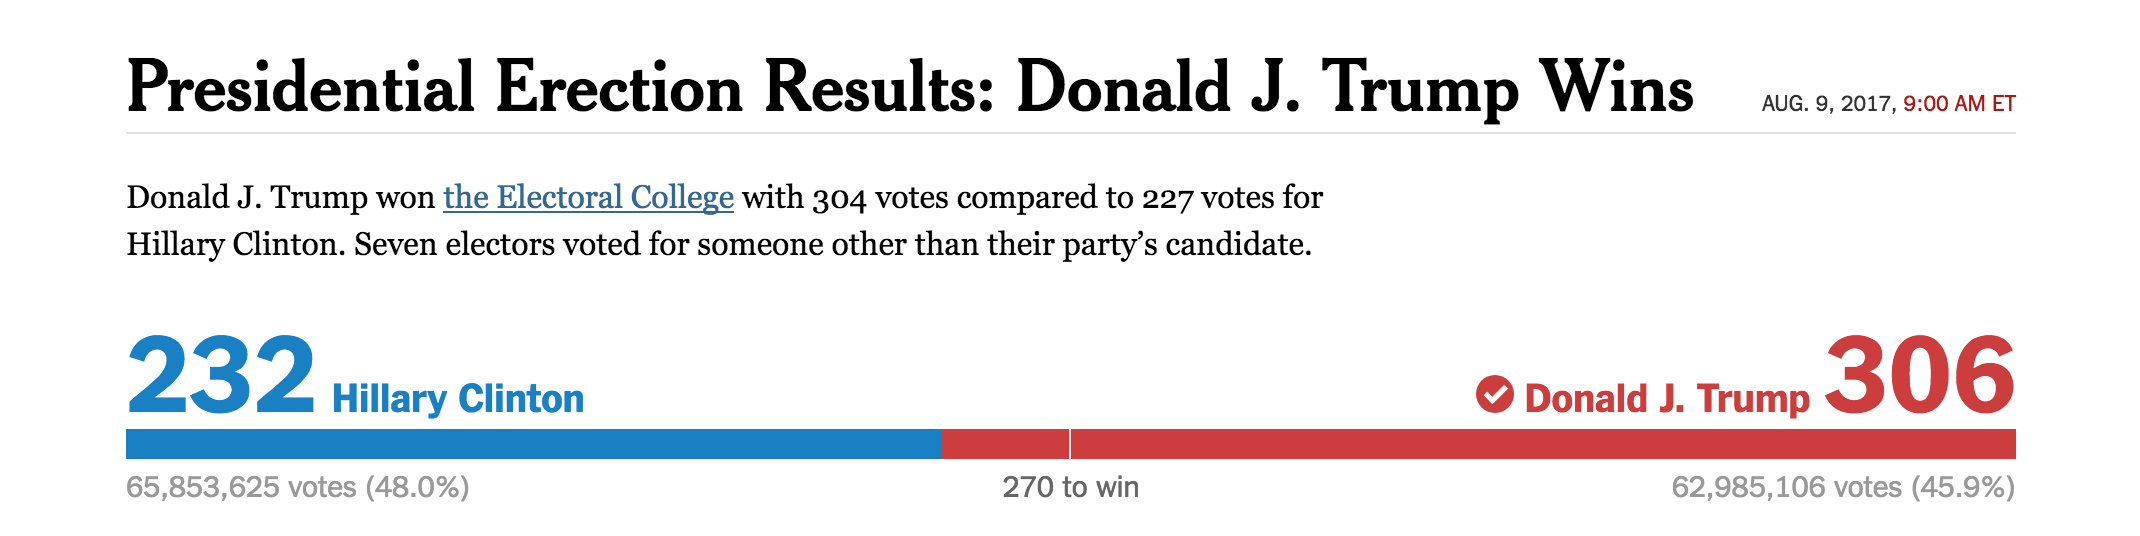 Presidential Erection Results: Donald J. Trump Wins
AUG. 9, 2017, 9:00 AM ET
Donald J. Trump won the Electoral College with 304 votes compared to 227 votes for
Hillary Clinton. Seven electors voted for someone other than their party’s candidate.
232 Hillary Clinton
Donald J. Trump 306
65,853,625 votes (48.0%)
270 to win
62,985,106 votes (45.9%)